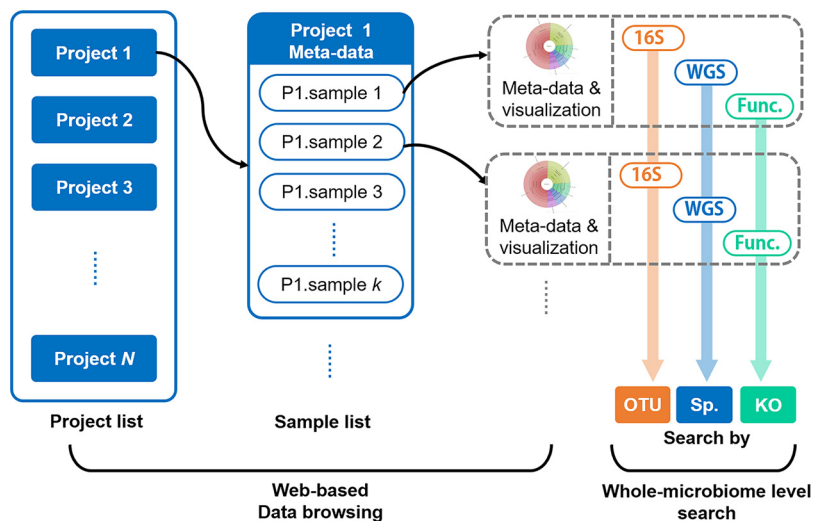 Project 1
Project 2
Project 3
Project N
Project list
Project 1
Meta-data
P1.sample 1
P1.sample 2
P1.sample 3
P1.sample k
Sample list
Meta-data &
visualization
16S
WGS
Func.
Meta-data &
visualization
16S
WGS
Func.
OTU
Sp.
KO
Search by
Web-based
Data browsing
Whole-microbiome level
search